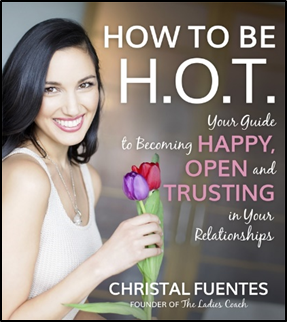 HOW TO BE
H.O.T.
Your Guide
to Becoming HAPPY,
OPEN and
TRUSTING
in Your
Relationships
CHRISTAL FUENTES
FOUNDER OF The Ladies Coach